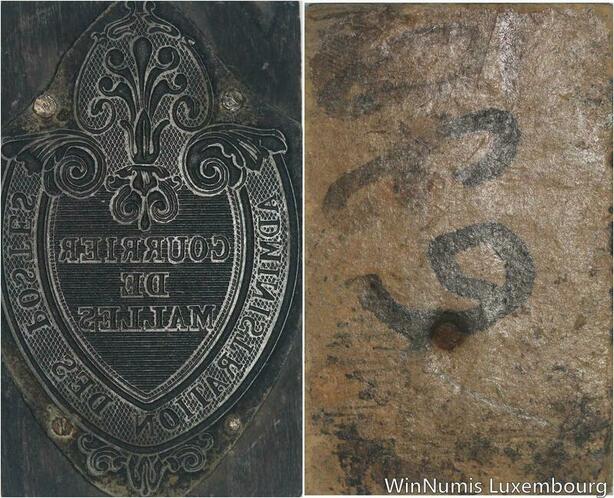 ADMINISTRATION DES POSTES
COURRIER
DE
MALLES
WinNumis Luxembourg